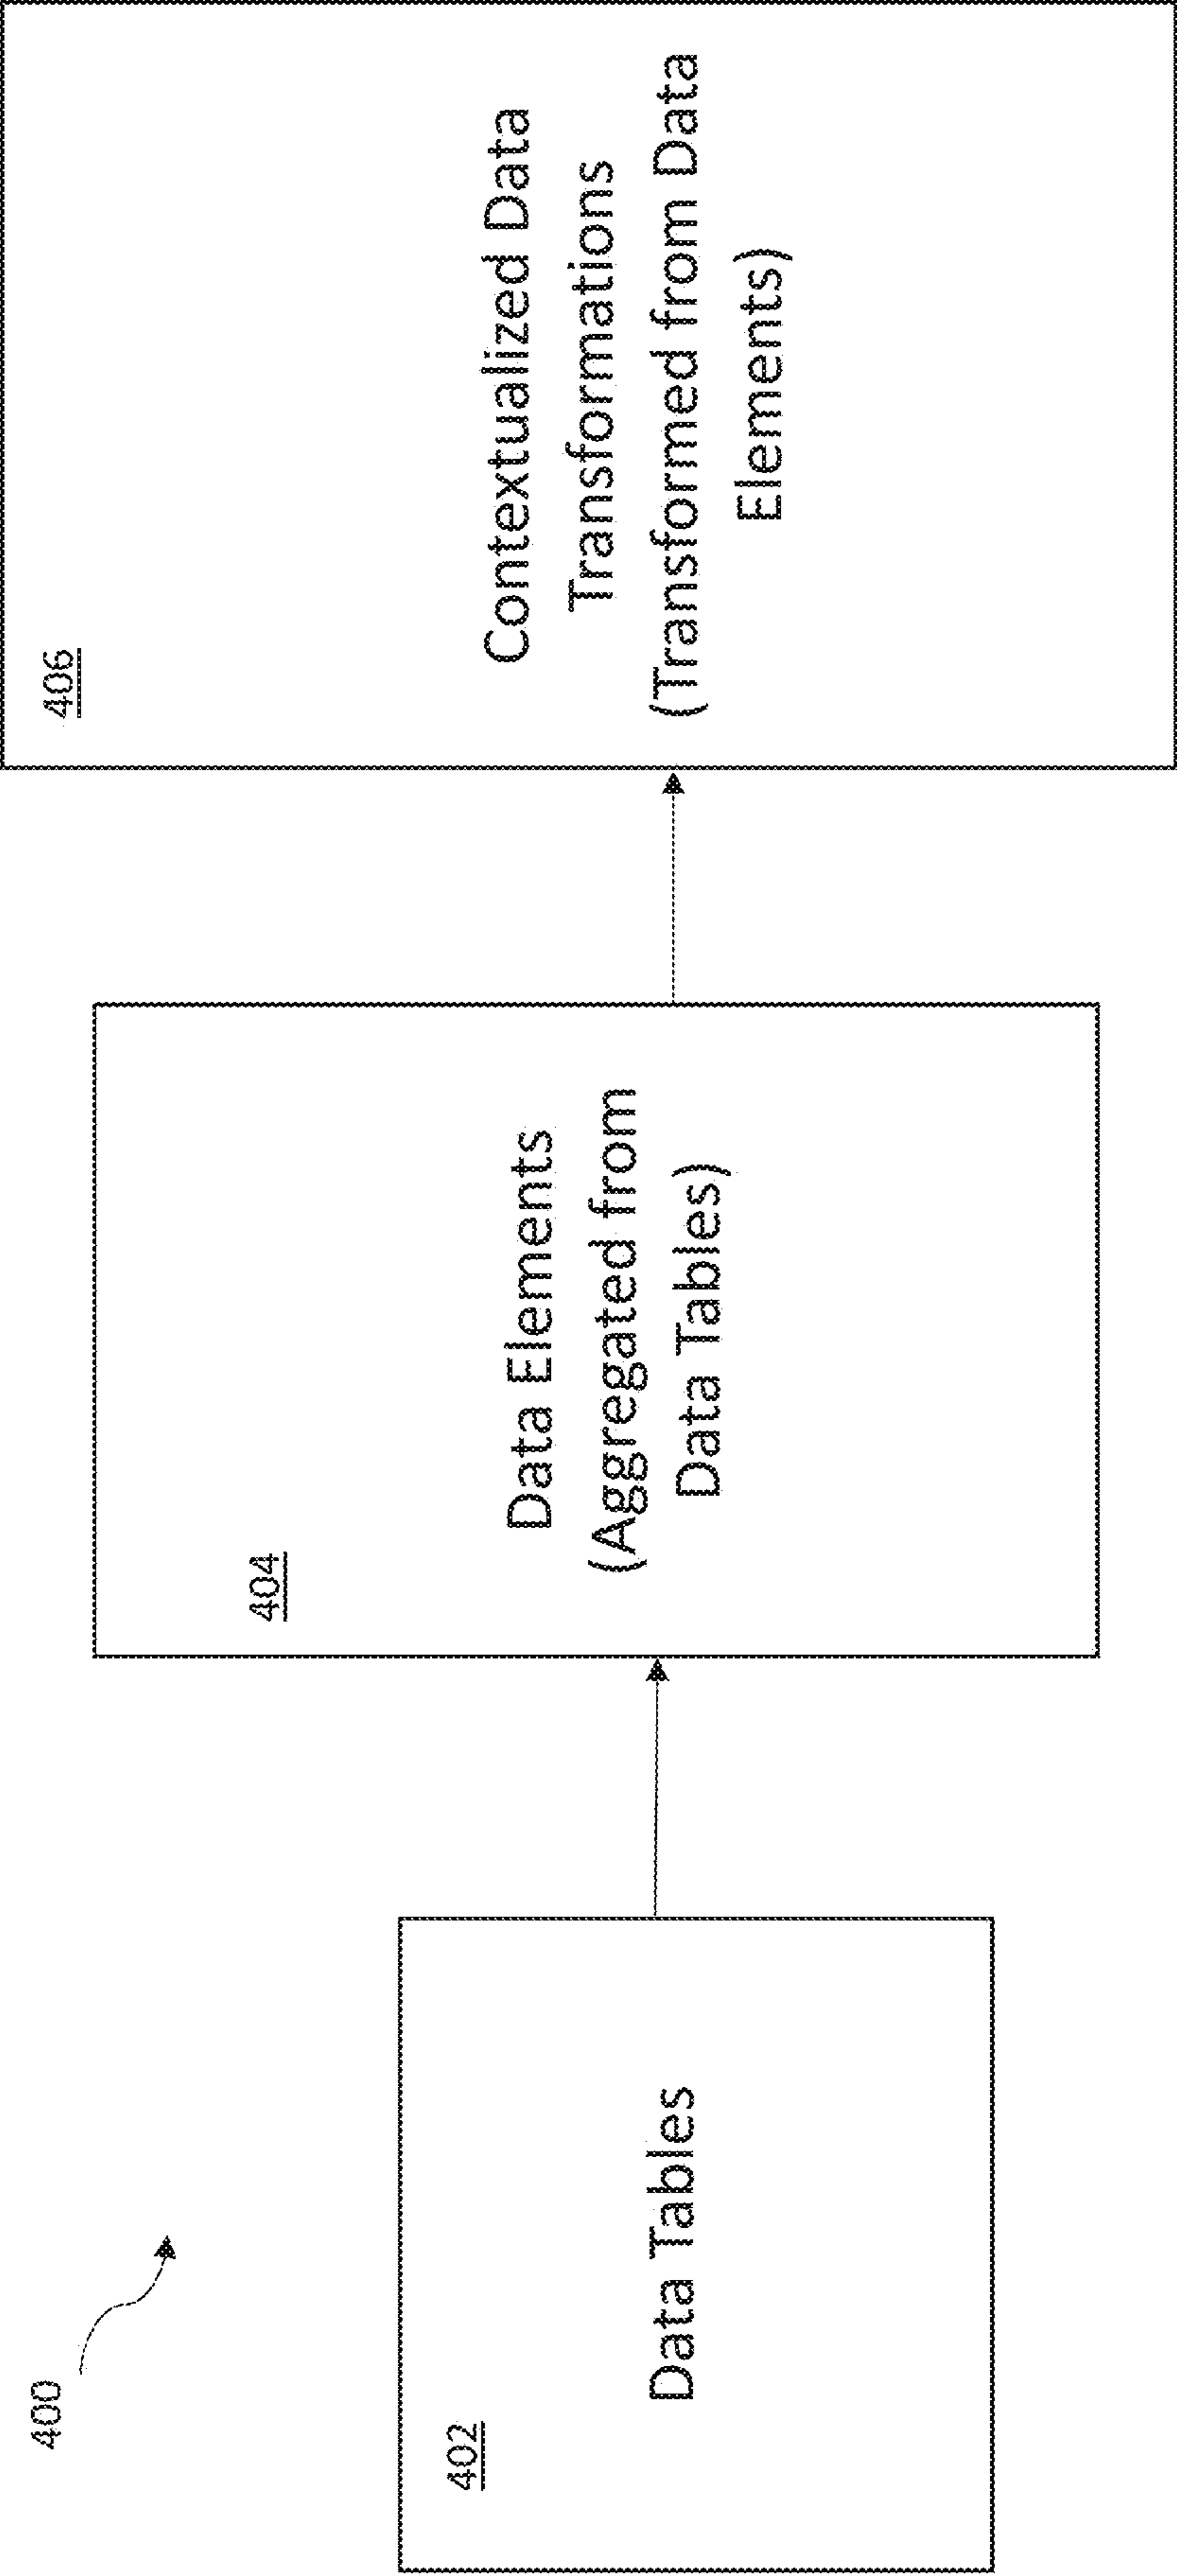 400
402
Data Tables
404
Data Elements
(Aggregated from
Data Tables)
406
Contextualized Data
Transformations
(Transformed from Data
Elements)